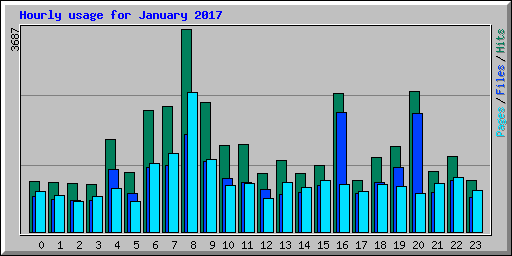 Hourly usage for January 2017
3687
Pages / Files / Hits
0 1 2 3 4 5 6 7 8 9 10 11 12 13 14 15 16 17 18 19 20 21 22 23